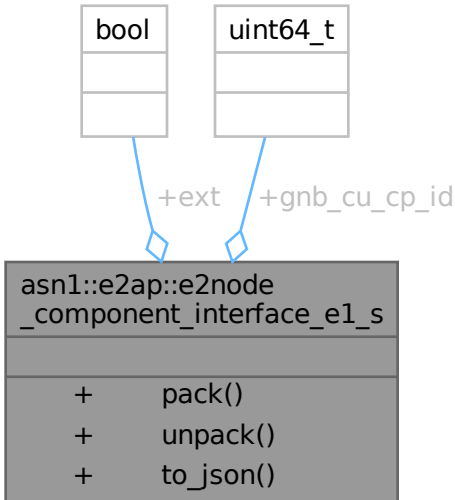 bool
uint64_t
+ext
+gnb_cu_cp_id
asn1::e2ap::e2node
_component_interface_e1_s
+ pack()
+ unpack()
+ to_json()